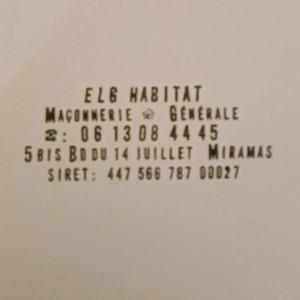 ELG HABITAT
MAÇONNERIE GÉNÉRALE
☎: 06 13 08 44 45
5 BIS BD DU 14 JUILLET MIRAMAS
SIRET: 447 566 787 00027